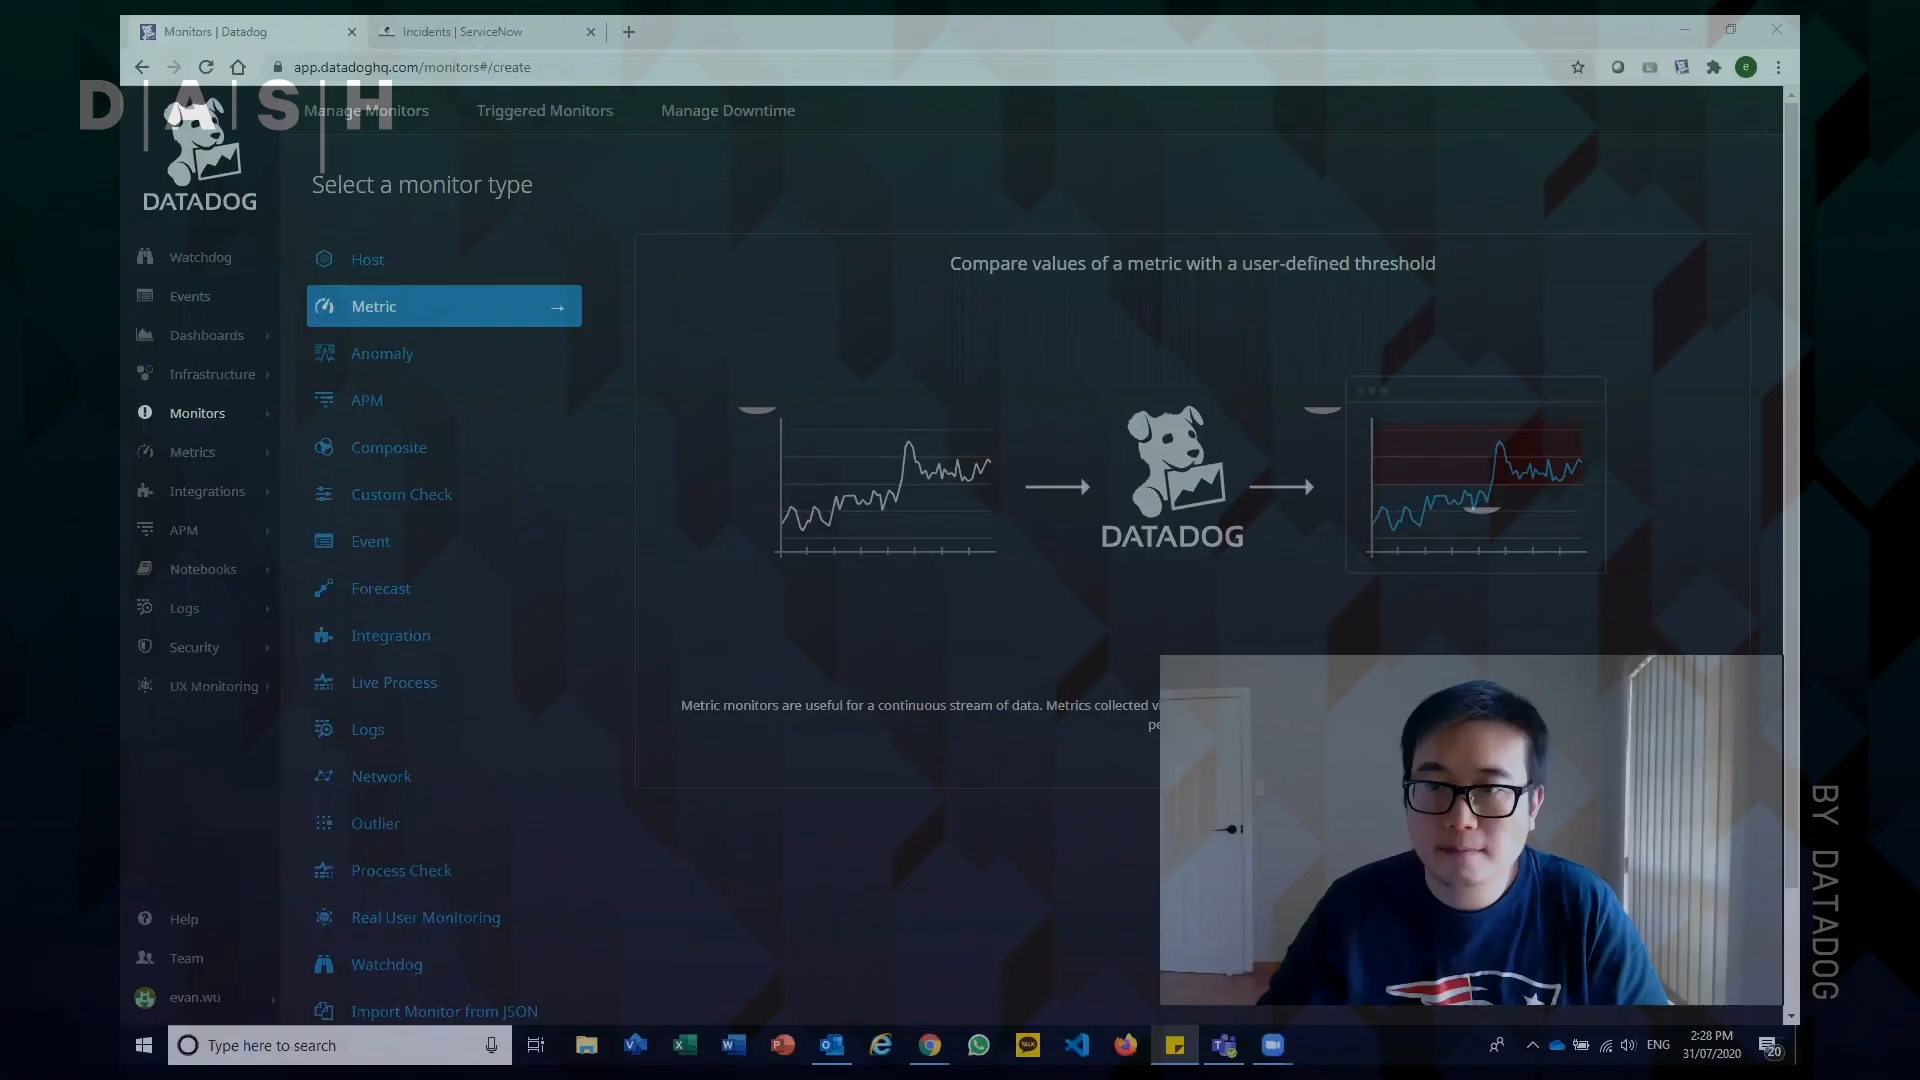 Monitors | Datadog
Incidents | ServiceNow
app.datadoghq.com/monitors#/create
e
D|A|S|H
DATADOG
Manage Monitors
Triggered Monitors
Manage Downtime
Select a monitor type
Watchdog
Events
Dashboards
Infrastructure
Monitors
Metrics
Integrations
APM
Notebooks
Logs
Security
UX Monitoring
Help
Team
evan.wu
Host
Metric →
Anomaly
APM
Composite
Custom Check
Event
Forecast
Integration
Live Process
Logs
Network
Outlier
Process Check
Real User Monitoring
Watchdog
Import Monitor from JSON
Compare values of a metric with a user-defined threshold
DATADOG
Metric monitors are useful for a continuous stream of data. Metrics collected
BY DATADOG
Type here to search
TALK
ENG
2:28 PM
31/07/2020
20